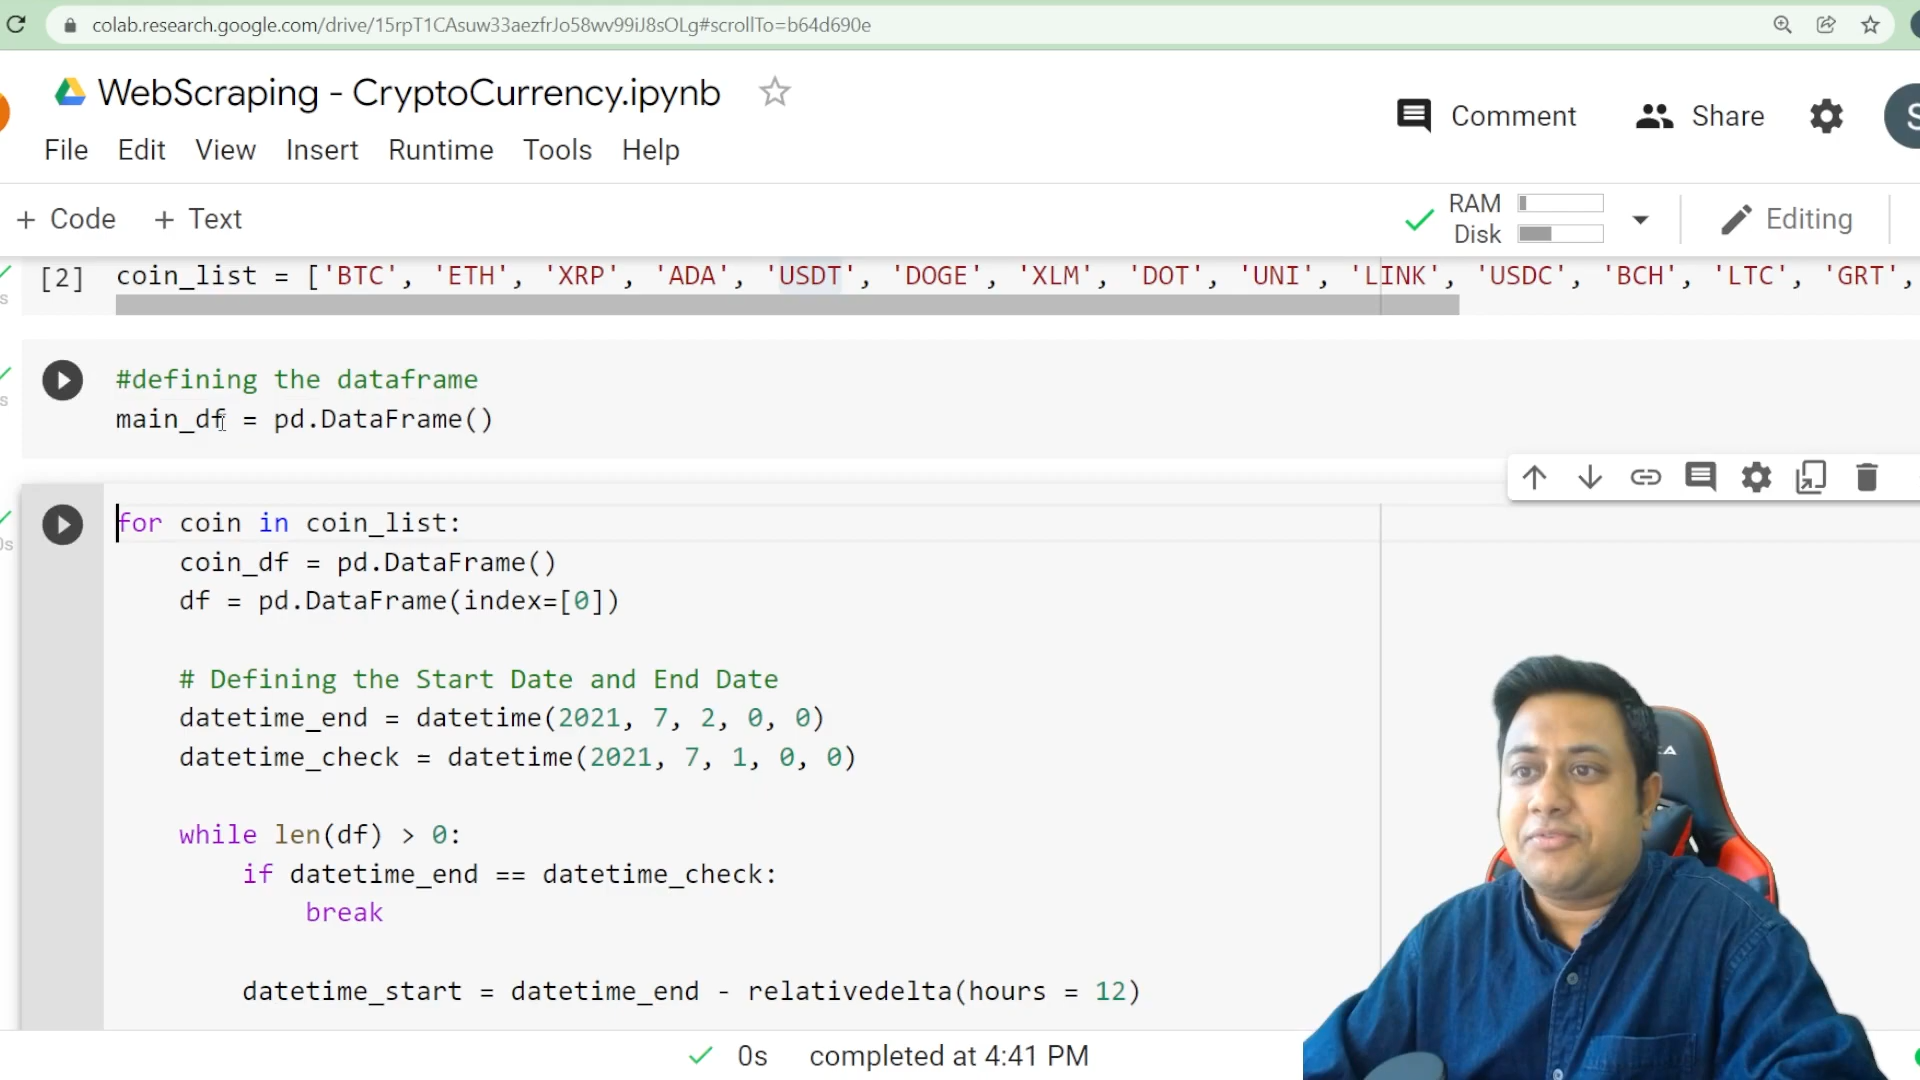 colab.research.google.com/drive/15rpT1CAsuw33aezfrJo58wv99iJ8sOLg#scrollTo=b64d690e
WebScraping - CryptoCurrency.ipynb
Comment
Share
S
File Edit View Insert Runtime Tools Help
+ Code + Text
RAM
Disk
Editing
[2] coin_list = ['BTC', 'ETH', 'XRP', 'ADA', 'USDT', 'DOGE', 'XLM', 'DOT', 'UNI', 'LINK', 'USDC', 'BCH', 'LTC', 'GRT',
s
#defining the dataframe
s
main_df = pd.DataFrame()
for coin in coin_list:
0s
coin_df = pd.DataFrame()
df = pd.DataFrame(index=[0])
# Defining the Start Date and End Date
datetime_end = datetime(2021, 7, 2, 0, 0)
datetime_check = datetime(2021, 7, 1, 0, 0)
while len(df) > 0:
if datetime_end == datetime_check:
break
datetime_start = datetime_end - relativedelta(hours = 12)
0s completed at 4:41 PM